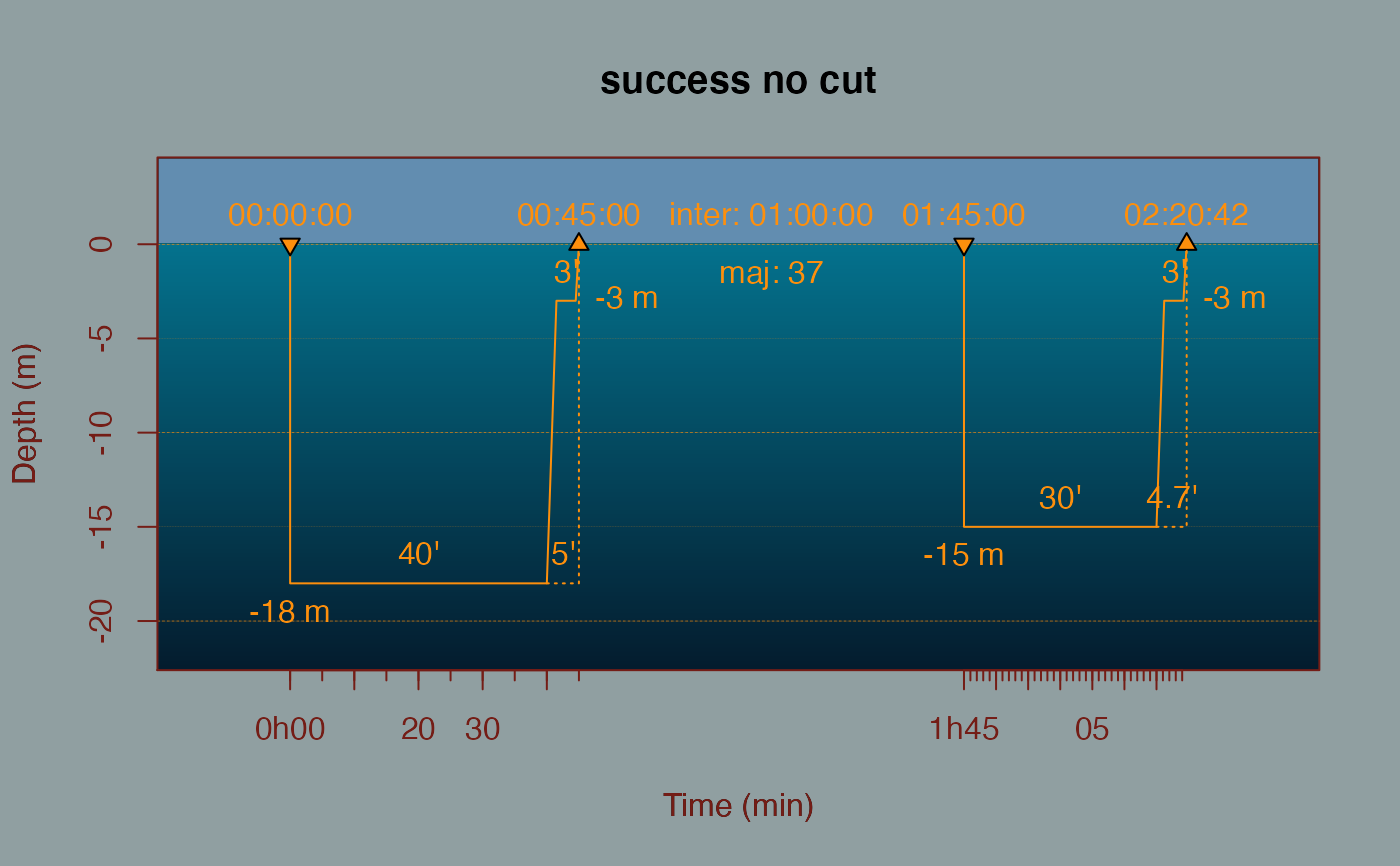 success no cut
00:00:00 00:45:00 inter: 01:00:00 01:45:00 02:20:42
maj: 37
3' -3 m 3' -3 m
40' 5' 30' 4.7'
-18 m -15 m
0
-5
-10
-15
-20
Depth (m)
0h00 20 30 1h45 05
Time (min)